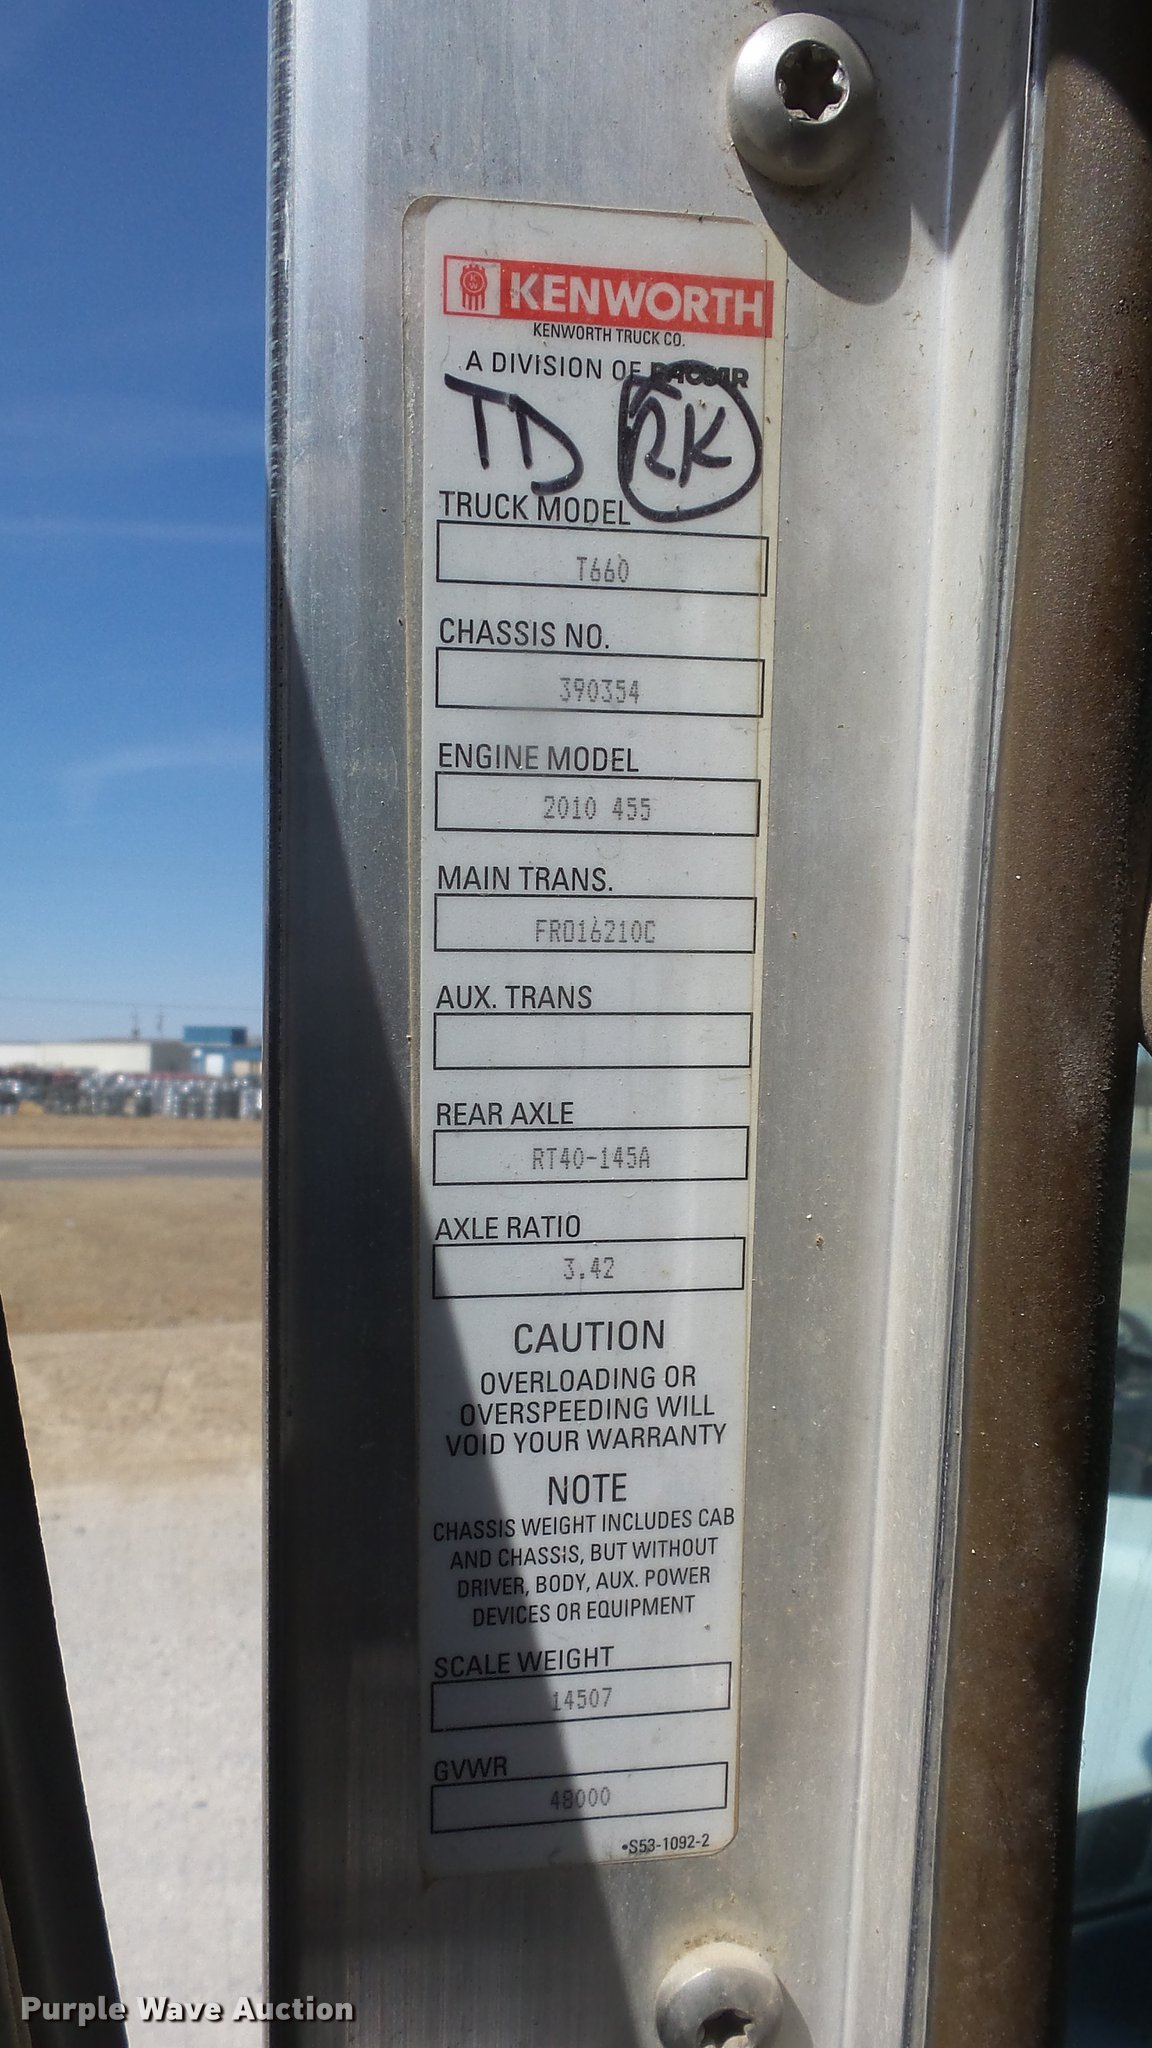 KW KENWORTH
KENWORTH TRUCK CO.
A DIVISION OF PACCAR
TD RK
TRUCK MODEL
T660
CHASSIS NO.
390354
ENGINE MODEL
2010 455
MAIN TRANS.
FRO16210C
AUX. TRANS
REAR AXLE
RT40-145A
AXLE RATIO
3.42
CAUTION
OVERLOADING OR
OVERSPEEDING WILL
VOID YOUR WARRANTY
NOTE
CHASSIS WEIGHT INCLUDES CAB
AND CHASSIS, BUT WITHOUT
DRIVER, BODY, AUX. POWER
DEVICES OR EQUIPMENT
SCALE WEIGHT
14507
GVWR
48000
•S53-1092-2
Purple Wave Auction